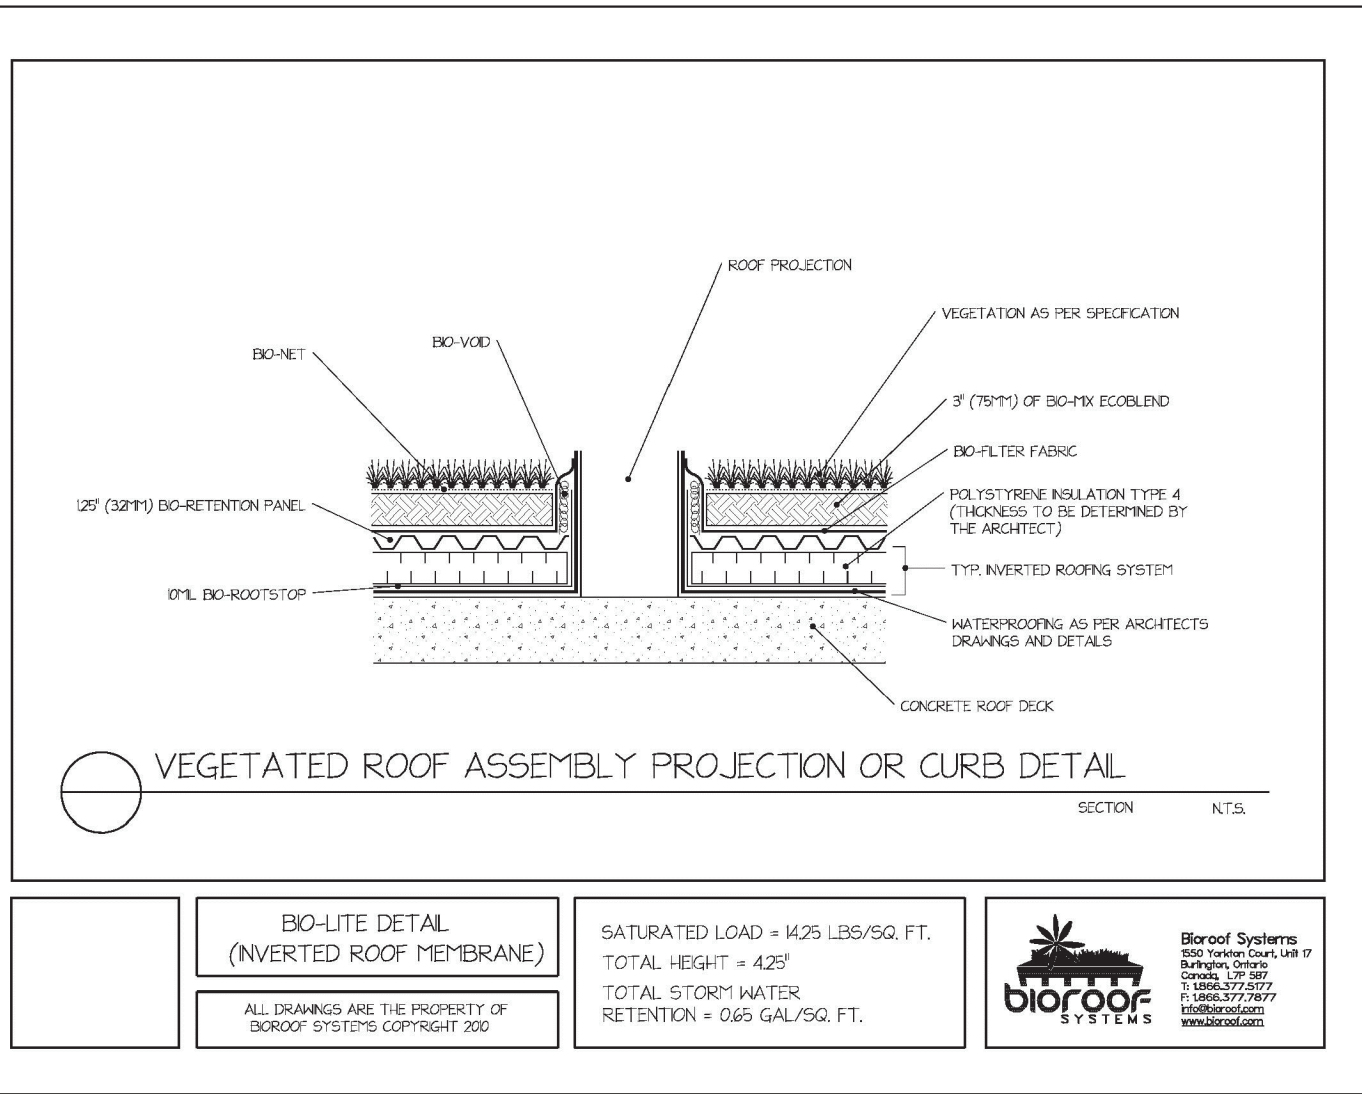 ROOF PROJECTION
VEGETATION AS PER SPECIFICATION
BIO-VOID
BIO-NET
3" (75MM) OF BIO-MIX ECOBLEND
BIO-FILTER FABRIC
POLYSTYRENE INSULATION TYPE 4
(THICKNESS TO BE DETERMINED BY
THE ARCHITECT)
1.25" (32MM) BIO-RETENTION PANEL
TYP. INVERTED ROOFING SYSTEM
10MIL BIO-ROOTSTOP
WATERPROOFING AS PER ARCHITECTS
DRAWINGS AND DETAILS
CONCRETE ROOF DECK
VEGETATED ROOF ASSEMBLY PROJECTION OR CURB DETAIL
SECTION N.T.S.
BIO-LITE DETAIL
(INVERTED ROOF MEMBRANE)
ALL DRAWINGS ARE THE PROPERTY OF
BIOROOF SYSTEMS COPYRIGHT 2010
SATURATED LOAD = 14.25 LBS/SQ. FT.
TOTAL HEIGHT = 4.25"
TOTAL STORM WATER
RETENTION = 0.65 GAL/SQ. FT.
bioroof
SYSTEMS
Bioroof Systems
1550 Yorkton Court, Unit 17
Burlington, Ontario
Canada, L7P 5B7
T: 1.866.377.5177
F: 1.866.377.7877
info@bioroof.com
www.bioroof.com